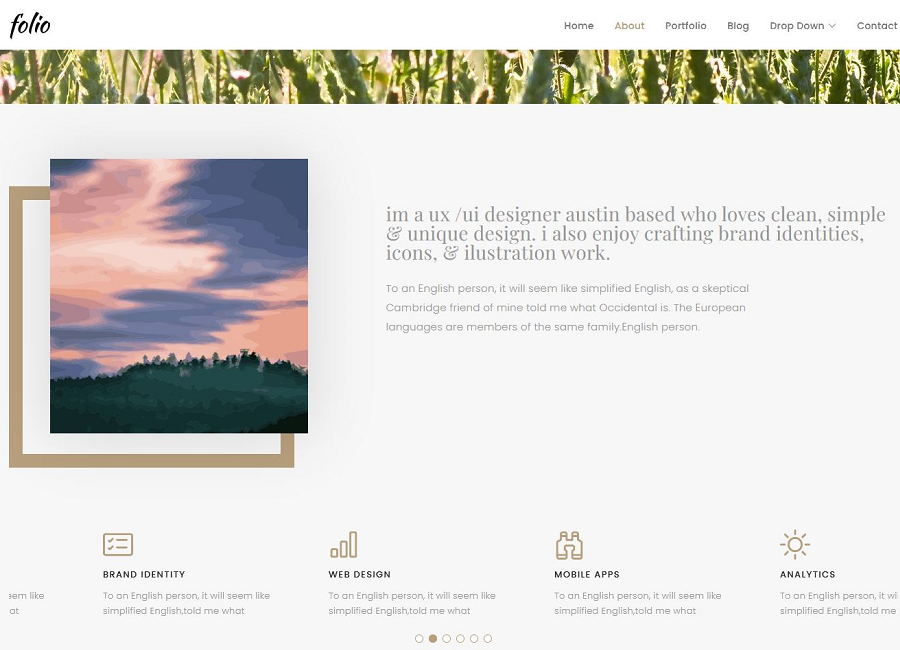 folio
Home About Portfolio Blog Drop Down Contact
im a ux /ui designer austin based who loves clean, simple
& unique design. i also enjoy crafting brand identities,
icons, & ilustration work.
To an English person, it will seem like simplified English, as a skeptical
Cambridge friend of mine told me what Occidental is. The European
languages are members of the same family.English person.
like
at
BRAND IDENTITY
To an English person, it will seem like
simplified English,told me what
WEB DESIGN
To an English person, it will seem like
simplified English,told me what
MOBILE APPS
To an English person, it will seem like
simplified English,told me what
ANALYTICS
To an English person, it wi
simplified English,told me